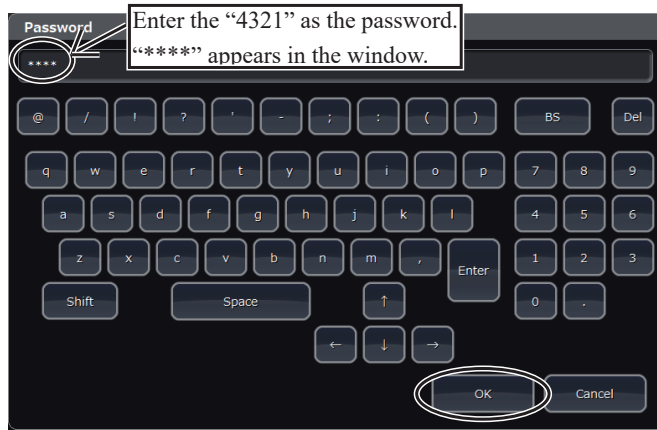 Password
Enter the “4321” as the password.
“****” appears in the window.
****
@ / ! ? ' - ; : ( ) BS Del
q w e r t y u i o p 7 8 9
a s d f g h j k l 4 5 6
z x c v b n m , Enter 1 2 3
Shift Space ↑ 0 .
← ↓ →
OK Cancel